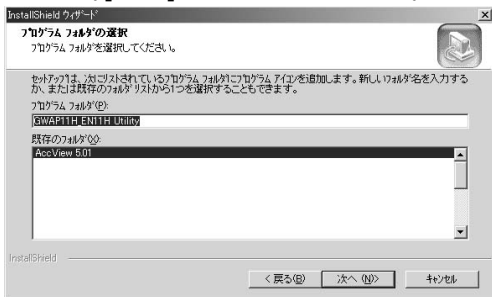 InstallShield ウィザード
プログラム フォルダの選択
プログラム フォルダを選択してください。
セットアップは、次にリストされているプログラム フォルダにプログラム アイコンを追加します。新しいフォルダ名を入力する
か、または既存のフォルダ リストから1つを選択することもできます。
プログラム フォルダ(P):
GWAP11H_EN11H Utility
既存のフォルダ(X):
AccView 5.01
InstallShield
< 戻る(B)
次へ (N)>
キャンセル